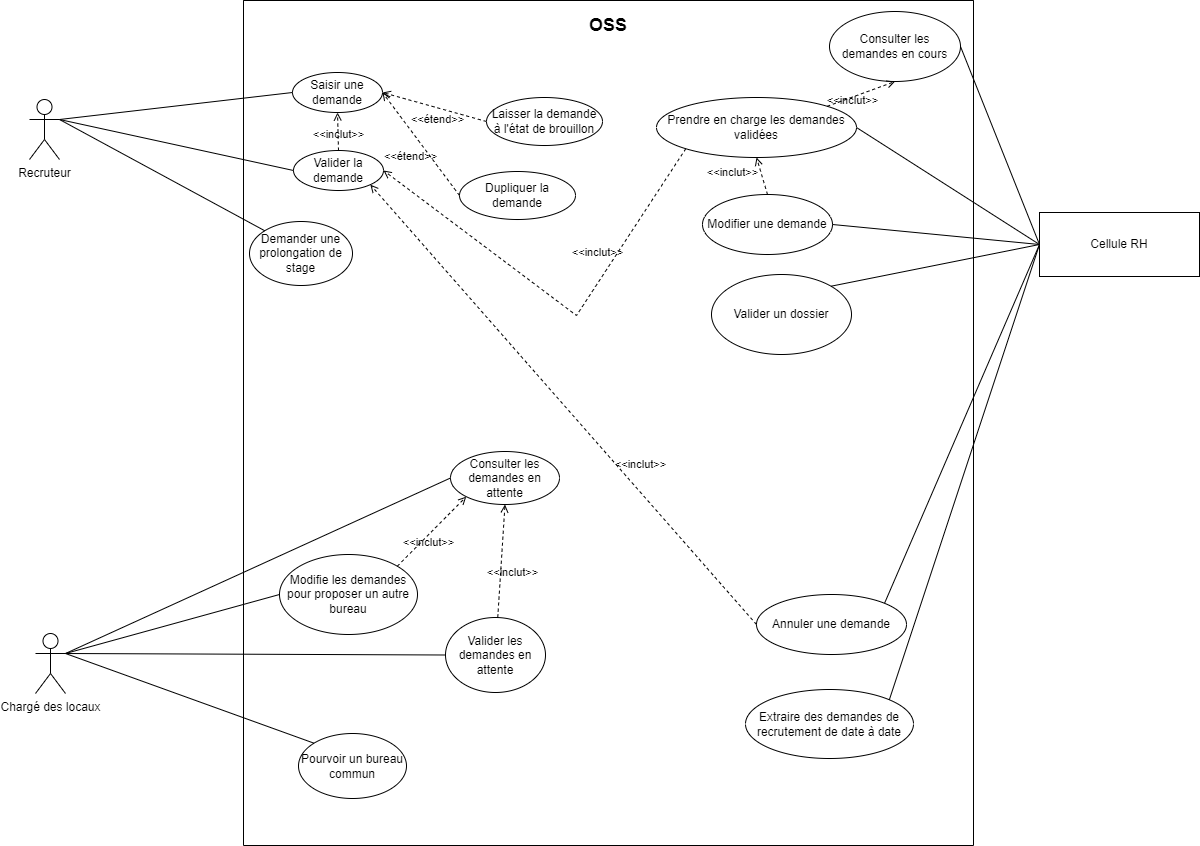 OSS
Consulter les
demandes en cours
Saisir une
demande
<<inclut>>
Laisser la demande
à l'état de brouillon
<<étend>>
Prendre en charge les demandes
validées
Recruteur
<<inclut>>
<<étend>>
Valider la
demande
<<inclut>>
Dupliquer la
demande
Modifier une demande
Demander une
prolongation de
stage
<<inclut>>
Cellule RH
Valider un dossier
Consulter les
demandes en
attente
<<inclut>>
<<inclut>>
<<inclut>>
Modifie les demandes
pour proposer un autre
bureau
Annuler une demande
Valider les
demandes en
attente
Chargé des locaux
Extraire des demandes de
recrutement de date à date
Pourvoir un bureau
commun